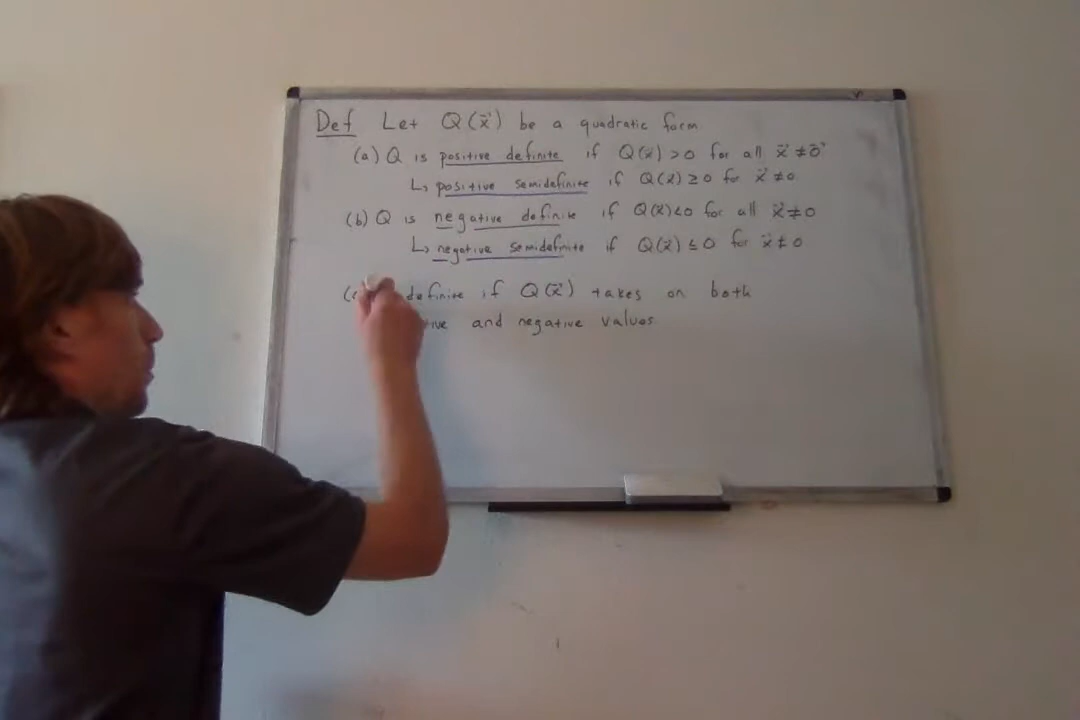 Def Let Q(x⃗) be a quadratic form
(a) Q is positive definite if Q(x⃗) > 0 for all x⃗ ≠ 0⃗
↳ positive semidefinite if Q(x⃗) ≥ 0 for x⃗ ≠ 0
(b) Q is negative definite if Q(x⃗) < 0 for all x⃗ ≠ 0
↳ negative semidefinite if Q(x⃗) ≤ 0 for x⃗ ≠ 0
definite if Q(x⃗) takes on both
tive and negative values.